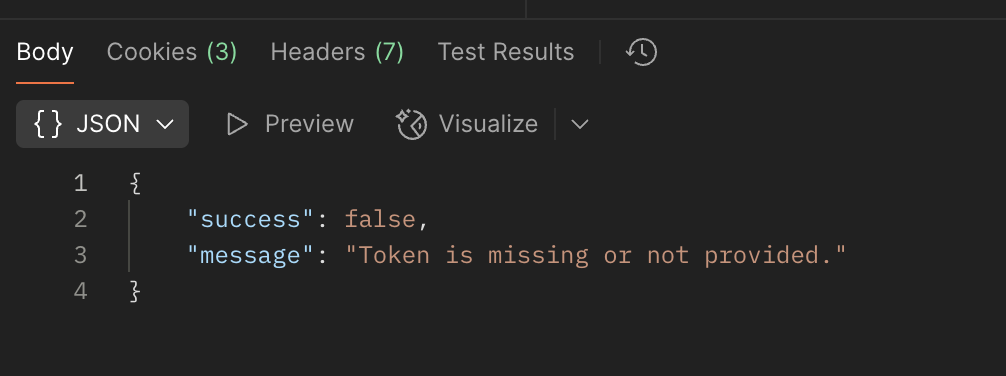 Body Cookies (3) Headers (7) Test Results
{} JSON Preview Visualize
1 {
2 "success": false,
3 "message": "Token is missing or not provided."
4 }